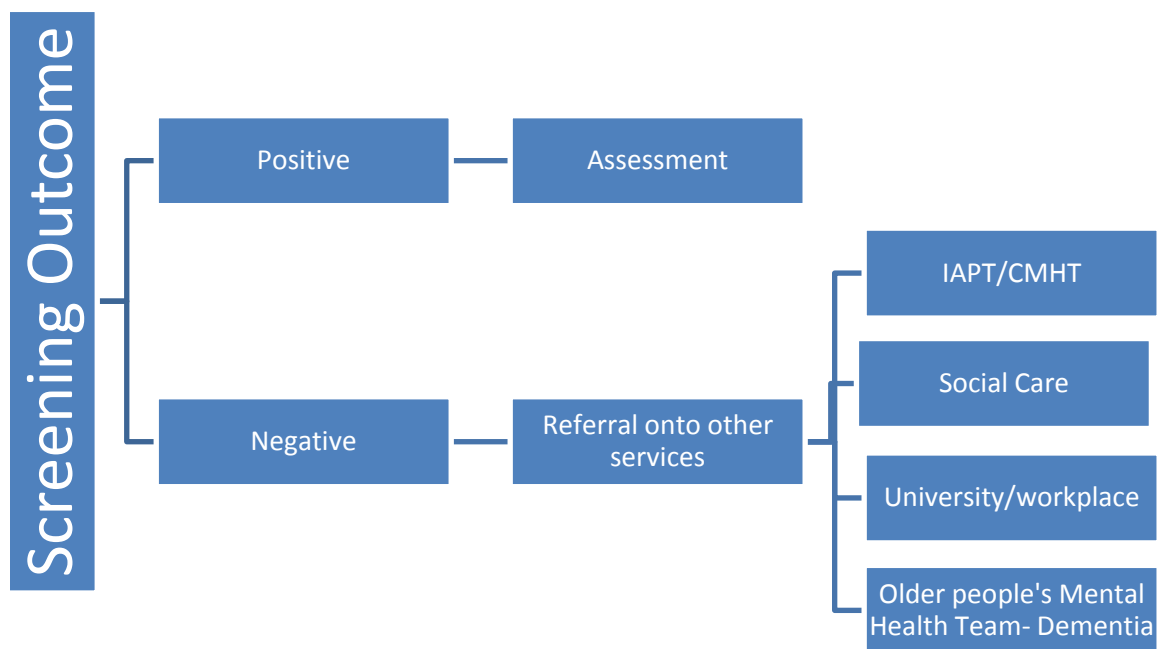 Screening Outcome
Positive
Assessment
Negative
Referral onto other
services
IAPT/CMHT
Social Care
University/workplace
Older people's Mental
Health Team- Dementia